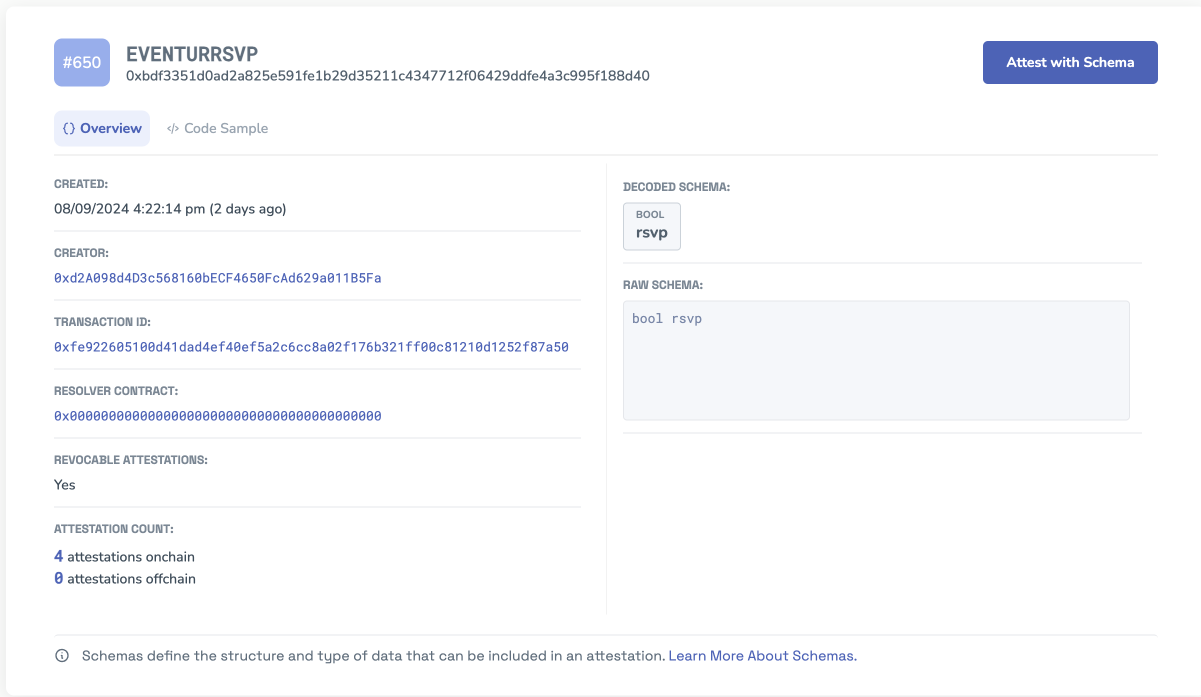 #650
EVENTURRSVP
0xbdf3351d0ad2a825e591fe1b29d35211c4347712f06429ddfe4a3c995f188d40
Attest with Schema
{} Overview
</> Code Sample
CREATED:
08/09/2024 4:22:14 pm (2 days ago)
CREATOR:
0xd2A098d4D3c568160bECF4650FcAd629a011B5Fa
TRANSACTION ID:
0xfe922605100d41dad4ef40ef5a2c6cc8a02f176b321ff00c81210d1252f87a50
RESOLVER CONTRACT:
0x0000000000000000000000000000000000000000
REVOCABLE ATTESTATIONS:
Yes
ATTESTATION COUNT:
4 attestations onchain
0 attestations offchain
DECODED SCHEMA:
BOOL
rsvp
RAW SCHEMA:
bool rsvp
Schemas define the structure and type of data that can be included in an attestation. Learn More About Schemas.